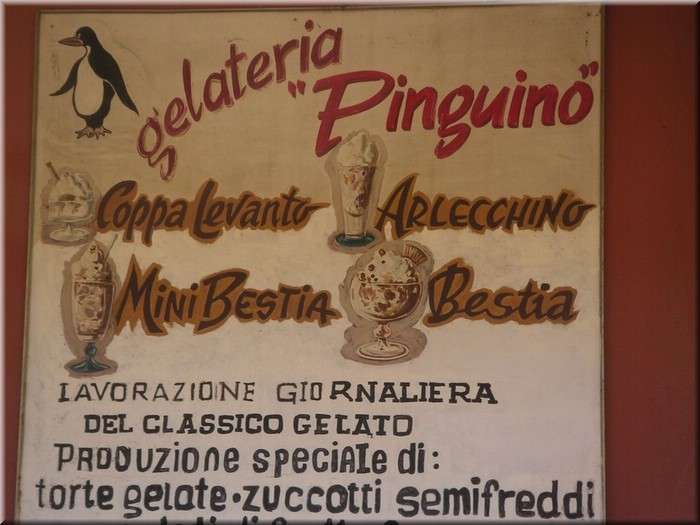 gelateria
"Pinguino"
Coppa Levanto ARLECCHINO
MINI BESTIA Bestia
LAVORAZIONE GIORNALIERA
DEL CLASSICO GELATO
PRODUZIONE SPECIALE DI:
torte gelate • zuccotti semifreddi